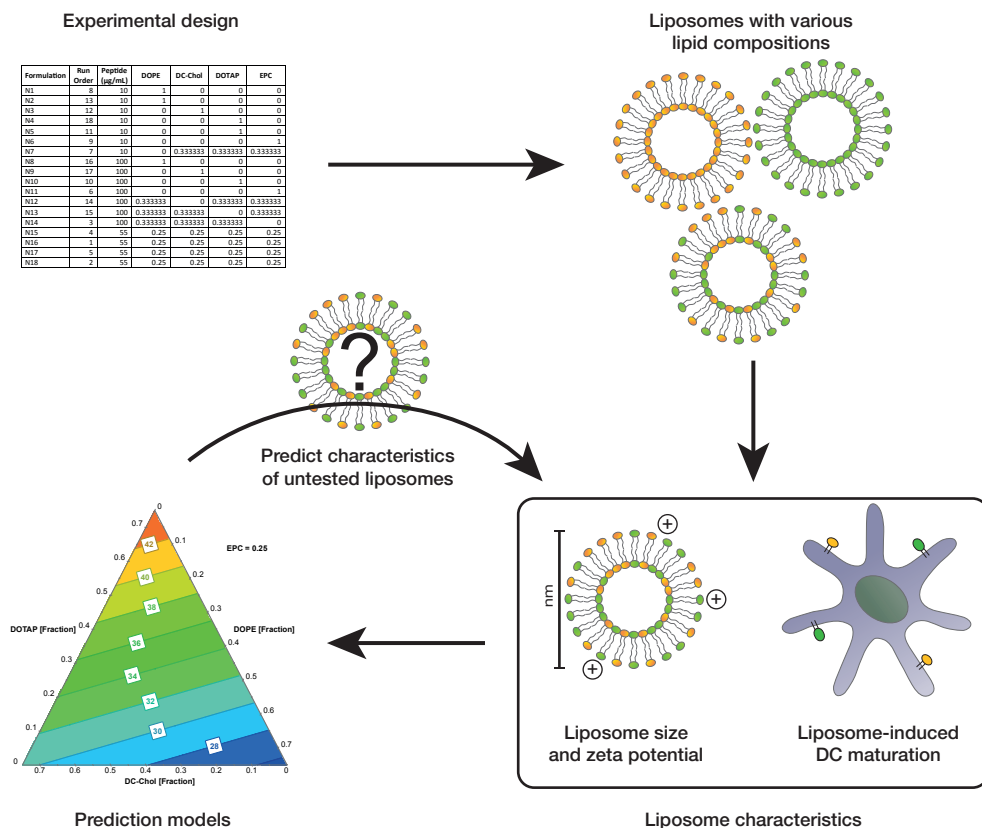 Experimental design
Liposomes with various
lipid compositions
Formulation Run Order Peptide (µg/mL) DOPE DC-Chol DOTAP EPC
N1 8 10 1 0 0 0
N2 13 10 1 0 0 0
N3 12 10 0 1 0 0
N4 18 10 0 0 1 0
N5 11 10 0 0 1 0
N6 9 10 0 0 0 1
N7 7 10 0 0.333333 0.333333 0.333333
N8 16 100 1 0 0 0
N9 17 100 0 1 0 0
N10 10 100 0 0 1 0
N11 6 100 0 0 0 1
N12 14 100 0.333333 0 0.333333 0.333333
N13 15 100 0.333333 0.333333 0 0.333333
N14 3 100 0.333333 0.333333 0.333333 0
N15 4 55 0.25 0.25 0.25 0.25
N16 1 55 0.25 0.25 0.25 0.25
N17 5 55 0.25 0.25 0.25 0.25
N18 2 55 0.25 0.25 0.25 0.25
?
Predict characteristics
of untested liposomes
EPC = 0.25
0
0.7
0.1
42
0.6
0.2
40
0.5
38
0.3
0.4
DOTAP [Fraction]
DOPE [Fraction]
36
0.4
0.3
34
0.5
0.2
32
0.6
0.1
30
28
0.7
0
0.7 0.6 0.5 0.4 0.3 0.2 0.1 0
DC-Chol [Fraction]
Prediction models
nm
+
+
+
Liposome size
and zeta potential
Liposome-induced
DC maturation
Liposome characteristics